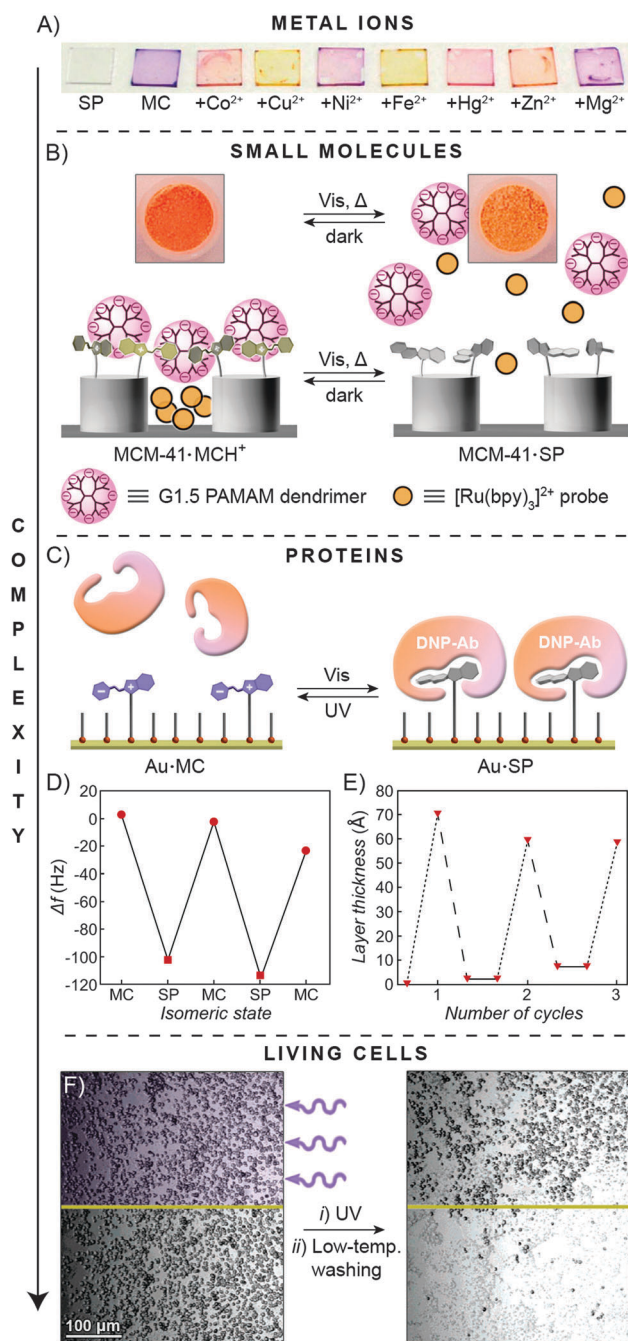 A)
METAL IONS
SP MC +Co²⁺ +Cu²⁺ +Ni²⁺ +Fe²⁺ +Hg²⁺ +Zn²⁺ +Mg²⁺
B)
SMALL MOLECULES
Vis, Δ
dark
Vis, Δ
dark
MCM-41·MCH⁺
MCM-41·SP
≡ G1.5 PAMAM dendrimer
≡ [Ru(bpy)₃]²⁺ probe
COMPLEXITY
C)
PROTEINS
Vis
UV
DNP-Ab
DNP-Ab
Au·MC
Au·SP
D)
Δf (Hz)
20
0
-20
-40
-60
-80
-100
-120
MC SP MC SP MC
Isomeric state
E)
Layer thickness (Å)
80
70
60
50
40
30
20
10
0
1 2 3
Number of cycles
LIVING CELLS
F)
i) UV
ii) Low-temp.
washing
100 µm